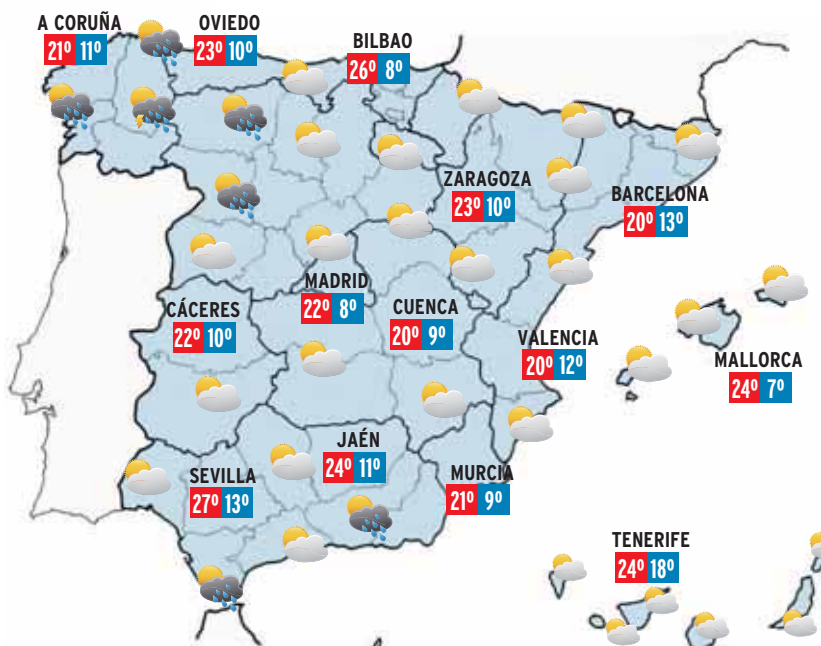 A CORUÑA
21º 11º
OVIEDO
23º 10º
BILBAO
26º 8º
ZARAGOZA
23º 10º
BARCELONA
20º 13º
MADRID
22º 8º
CÁCERES
22º 10º
CUENCA
20º 9º
VALENCIA
20º 12º
MALLORCA
24º 7º
JAÉN
24º 11º
SEVILLA
27º 13º
MURCIA
21º 9º
TENERIFE
24º 18º